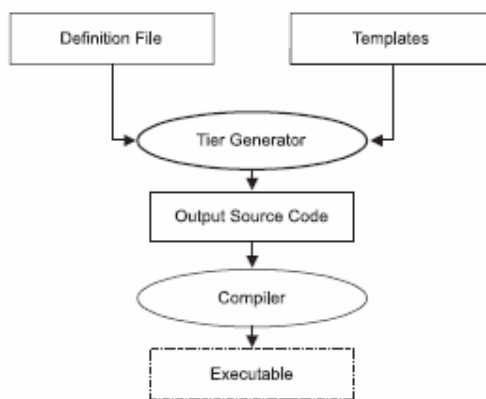 Definition File
Templates
Tier Generator
Output Source Code
Compiler
Executable